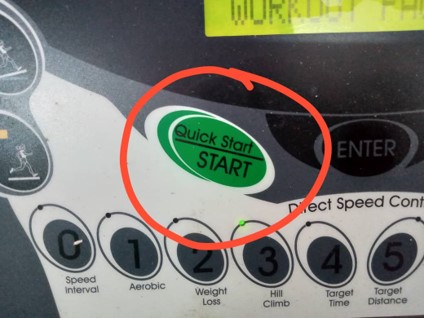 WORKOUT
Quick Start
START
ENTER
Direct Speed Cont
0 1 2 3 4 5
Speed Interval
Aerobic
Weight Loss
Hill Climb
Target Time
Target Distance